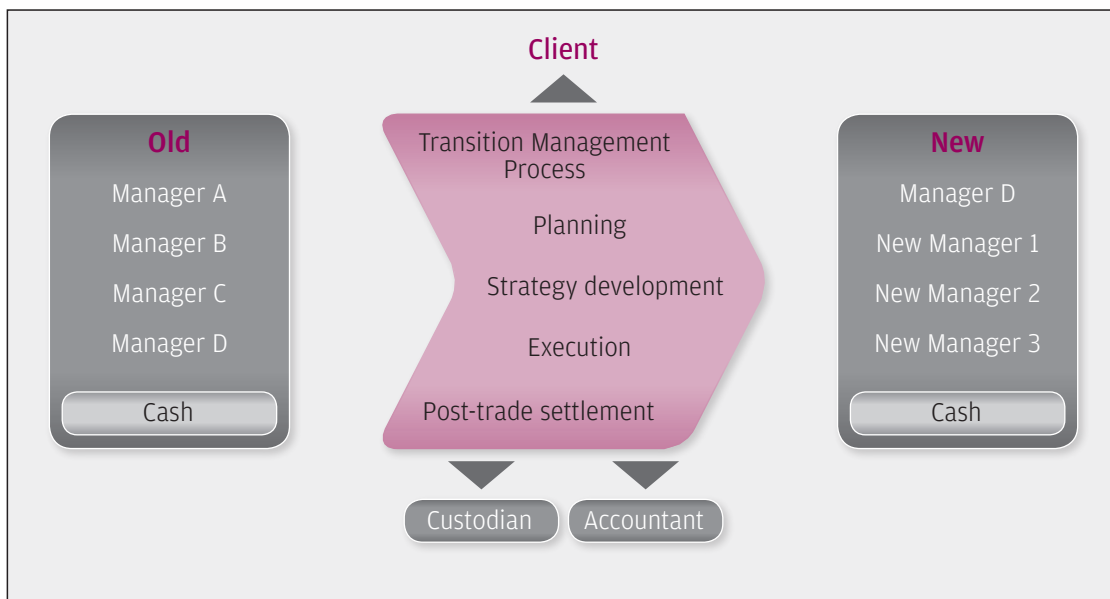 Client
Old
Manager A
Manager B
Manager C
Manager D
Cash
Transition Management
Process
Planning
Strategy development
Execution
Post-trade settlement
Custodian
Accountant
New
Manager D
New Manager 1
New Manager 2
New Manager 3
Cash